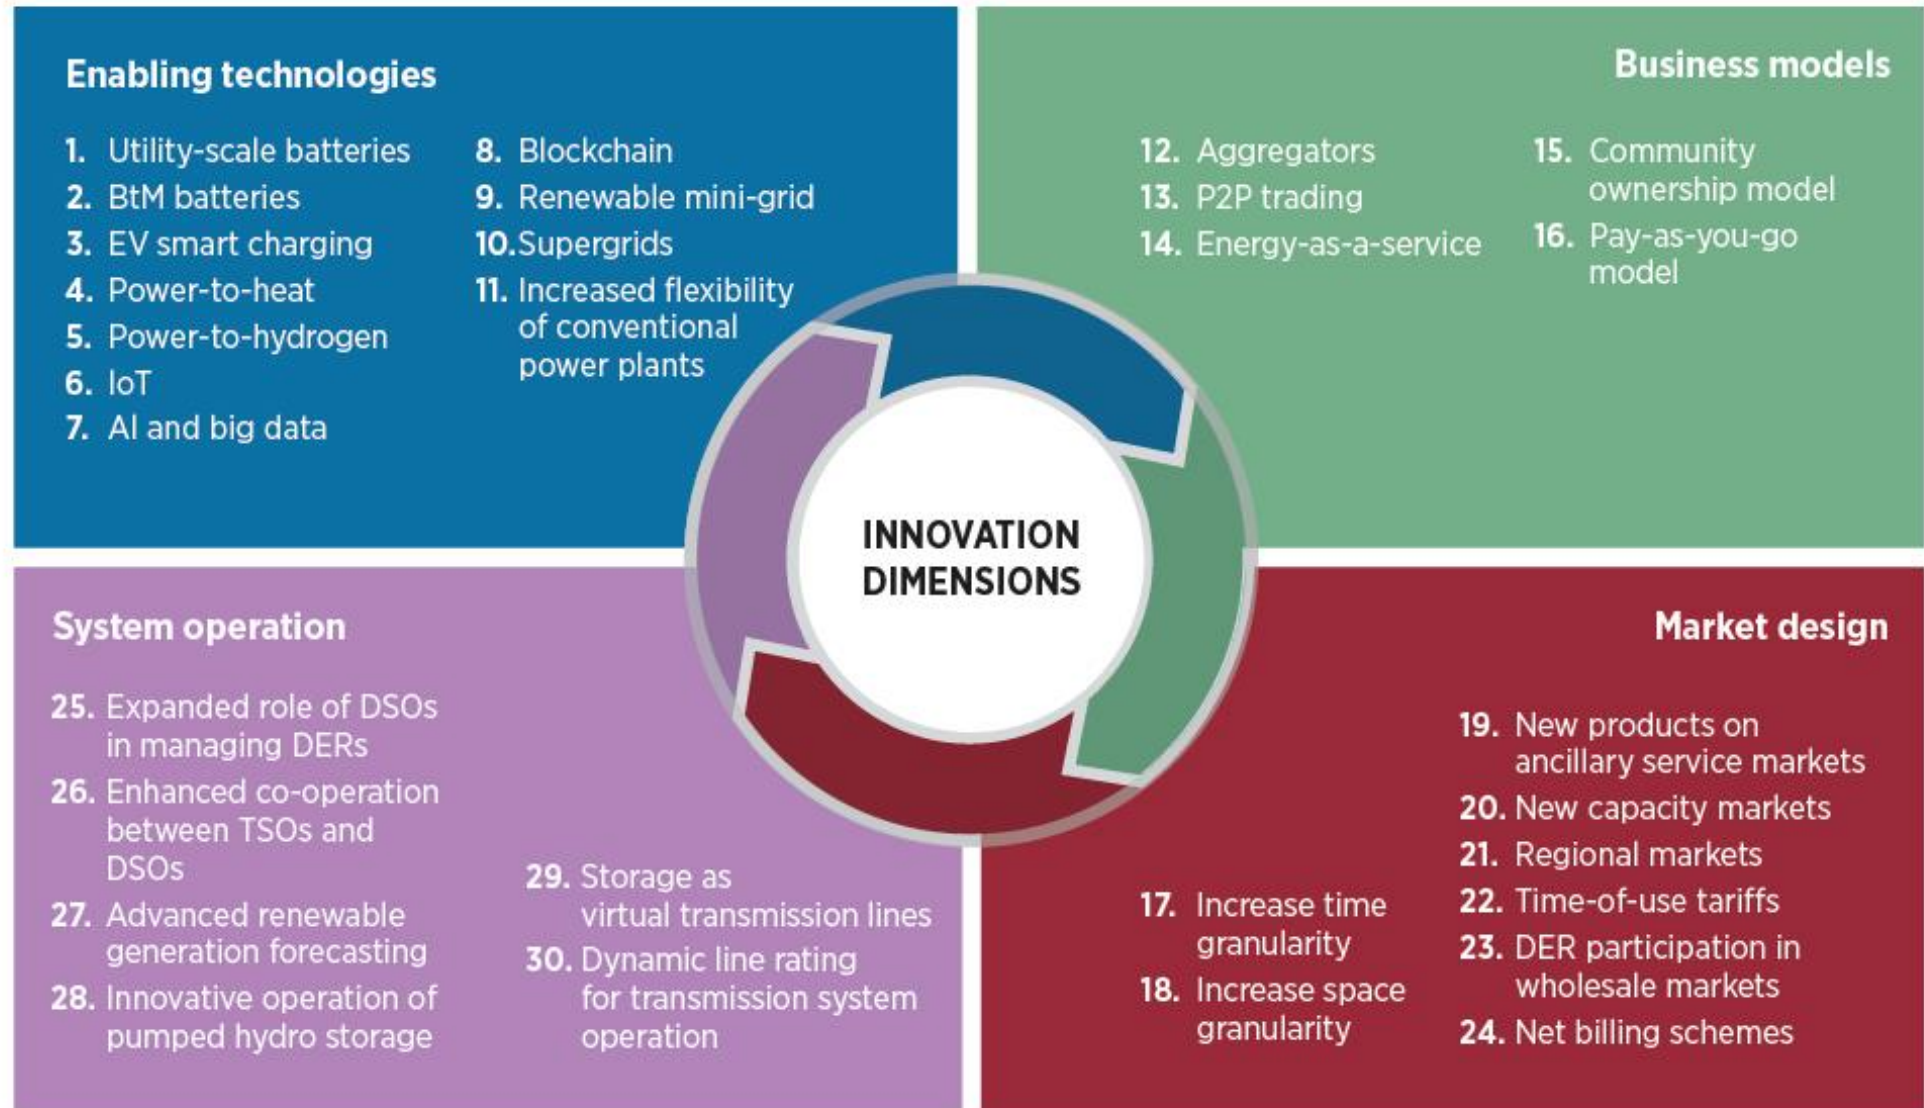 Enabling technologies
1. Utility-scale batteries
2. BtM batteries
3. EV smart charging
4. Power-to-heat
5. Power-to-hydrogen
6. IoT
7. AI and big data
8. Blockchain
9. Renewable mini-grid
10. Supergrids
11. Increased flexibility
of conventional
power plants
Business models
12. Aggregators
13. P2P trading
14. Energy-as-a-service
15. Community
ownership model
16. Pay-as-you-go
model
INNOVATION
DIMENSIONS
System operation
25. Expanded role of DSOs
in managing DERs
26. Enhanced co-operation
between TSOs and
DSOs
27. Advanced renewable
generation forecasting
28. Innovative operation of
pumped hydro storage
29. Storage as
virtual transmission lines
30. Dynamic line rating
for transmission system
operation
Market design
17. Increase time
granularity
18. Increase space
granularity
19. New products on
ancillary service markets
20. New capacity markets
21. Regional markets
22. Time-of-use tariffs
23. DER participation in
wholesale markets
24. Net billing schemes